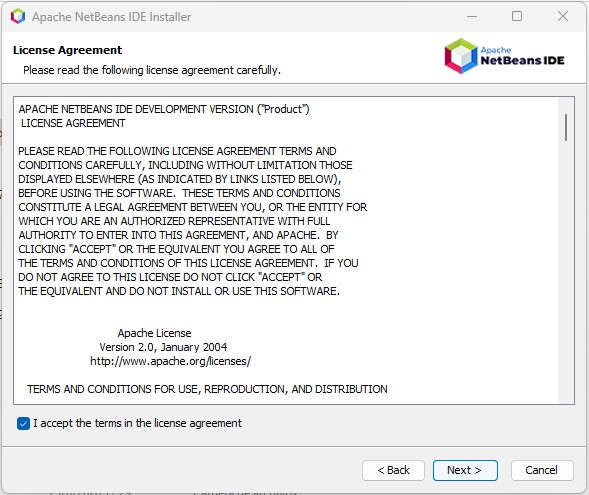 Apache NetBeans IDE Installer
License Agreement
Please read the following license agreement carefully.
Apache
NetBeans IDE
APACHE NETBEANS IDE DEVELOPMENT VERSION ("Product")
LICENSE AGREEMENT
PLEASE READ THE FOLLOWING LICENSE AGREEMENT TERMS AND
CONDITIONS CAREFULLY, INCLUDING WITHOUT LIMITATION THOSE
DISPLAYED ELSEWHERE (AS INDICATED BY LINKS LISTED BELOW),
BEFORE USING THE SOFTWARE.  THESE TERMS AND CONDITIONS
CONSTITUTE A LEGAL AGREEMENT BETWEEN YOU, OR THE ENTITY FOR
WHICH YOU ARE AN AUTHORIZED REPRESENTATIVE WITH FULL
AUTHORITY TO ENTER INTO THIS AGREEMENT, AND APACHE.  BY
CLICKING "ACCEPT" OR THE EQUIVALENT YOU AGREE TO ALL OF
THE TERMS AND CONDITIONS OF THIS LICENSE AGREEMENT.  IF YOU
DO NOT AGREE TO THIS LICENSE DO NOT CLICK "ACCEPT" OR
THE EQUIVALENT AND DO NOT INSTALL OR USE THIS SOFTWARE.
Apache License
Version 2.0, January 2004
http://www.apache.org/licenses/
TERMS AND CONDITIONS FOR USE, REPRODUCTION, AND DISTRIBUTION
I accept the terms in the license agreement
< Back
Next >
Cancel